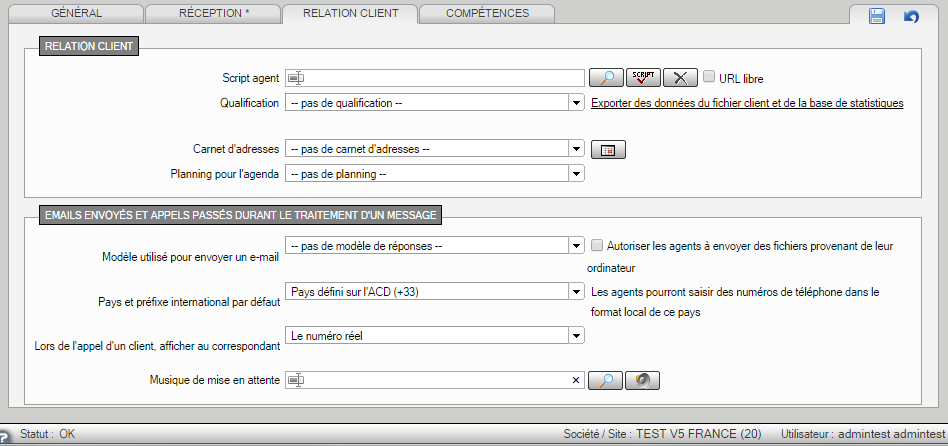 GÉNÉRAL RÉCEPTION * RELATION CLIENT COMPÉTENCES
RELATION CLIENT
Script agent SCRIPT URL libre
Qualification -- pas de qualification -- Exporter des données du fichier client et de la base de statistiques
Carnet d'adresses -- pas de carnet d'adresses --
Planning pour l'agenda -- pas de planning --
EMAILS ENVOYÉS ET APPELS PASSÉS DURANT LE TRAITEMENT D'UN MESSAGE
Modèle utilisé pour envoyer un e-mail -- pas de modèle de réponses -- Autoriser les agents à envoyer des fichiers provenant de leur
ordinateur
Pays et préfixe international par défaut Pays défini sur l'ACD (+33) Les agents pourront saisir des numéros de téléphone dans le
format local de ce pays
Lors de l'appel d'un client, afficher au correspondant Le numéro réel
Musique de mise en attente
? Statut : OK Société / Site : TEST V5 FRANCE (20) Utilisateur : admintest admintest